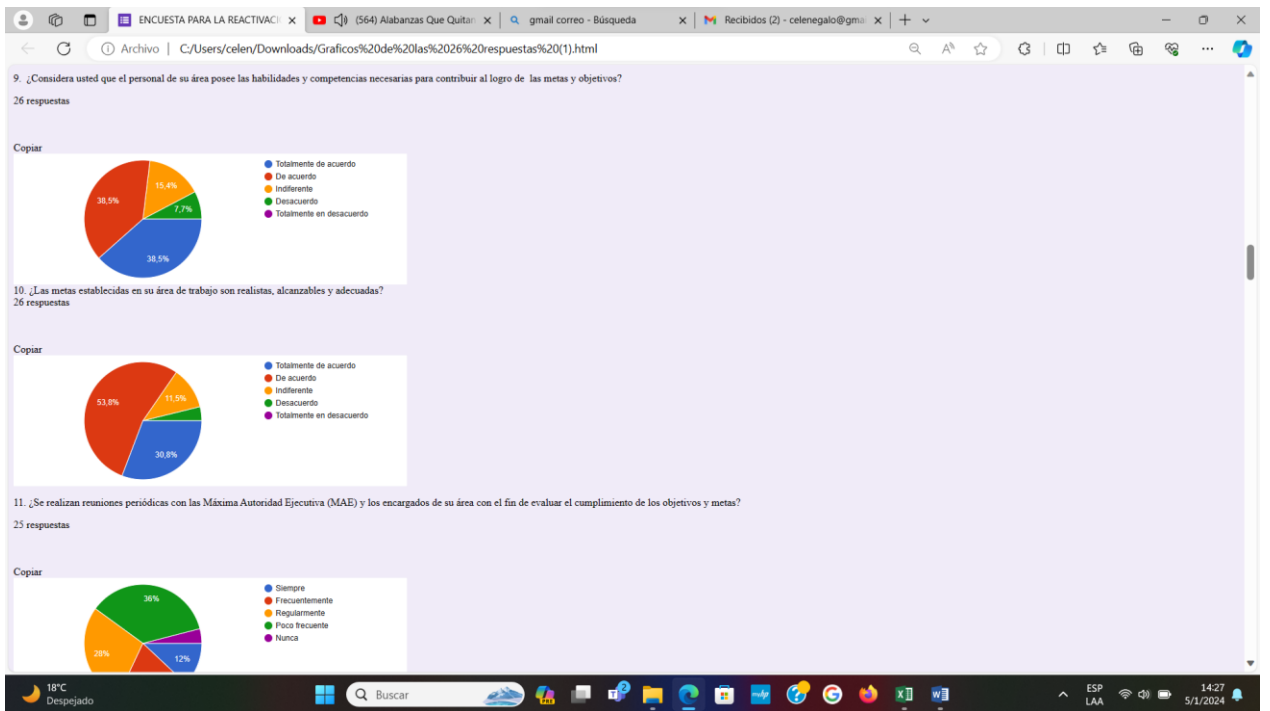 ENCUESTA PARA LA REACTIVACI
(564) Alabanzas Que Quitan
gmail correo - Búsqueda
Recibidos (2) - celenegalo@gma
Archivo | C:/Users/celen/Downloads/Graficos%20de%20las%2026%20respuestas%20(1).html
9. ¿Considera usted que el personal de su área posee las habilidades y competencias necesarias para contribuir al logro de las metas y objetivos?
26 respuestas
Copiar
38,5%
15,4%
7,7%
38,5%
Totalmente de acuerdo
De acuerdo
Indiferente
Desacuerdo
Totalmente en desacuerdo
10. ¿Las metas establecidas en su área de trabajo son realistas, alcanzables y adecuadas?
26 respuestas
Copiar
53,8%
11,5%
30,8%
Totalmente de acuerdo
De acuerdo
Indiferente
Desacuerdo
Totalmente en desacuerdo
11. ¿Se realizan reuniones periódicas con las Máxima Autoridad Ejecutiva (MAE) y los encargados de su área con el fin de evaluar el cumplimiento de los objetivos y metas?
25 respuestas
Copiar
36%
28%
12%
Siempre
Frecuentemente
Regularmente
Poco frecuente
Nunca
18°C
Despejado
Buscar
PRO
2
ESP
LAA
14:27
5/1/2024